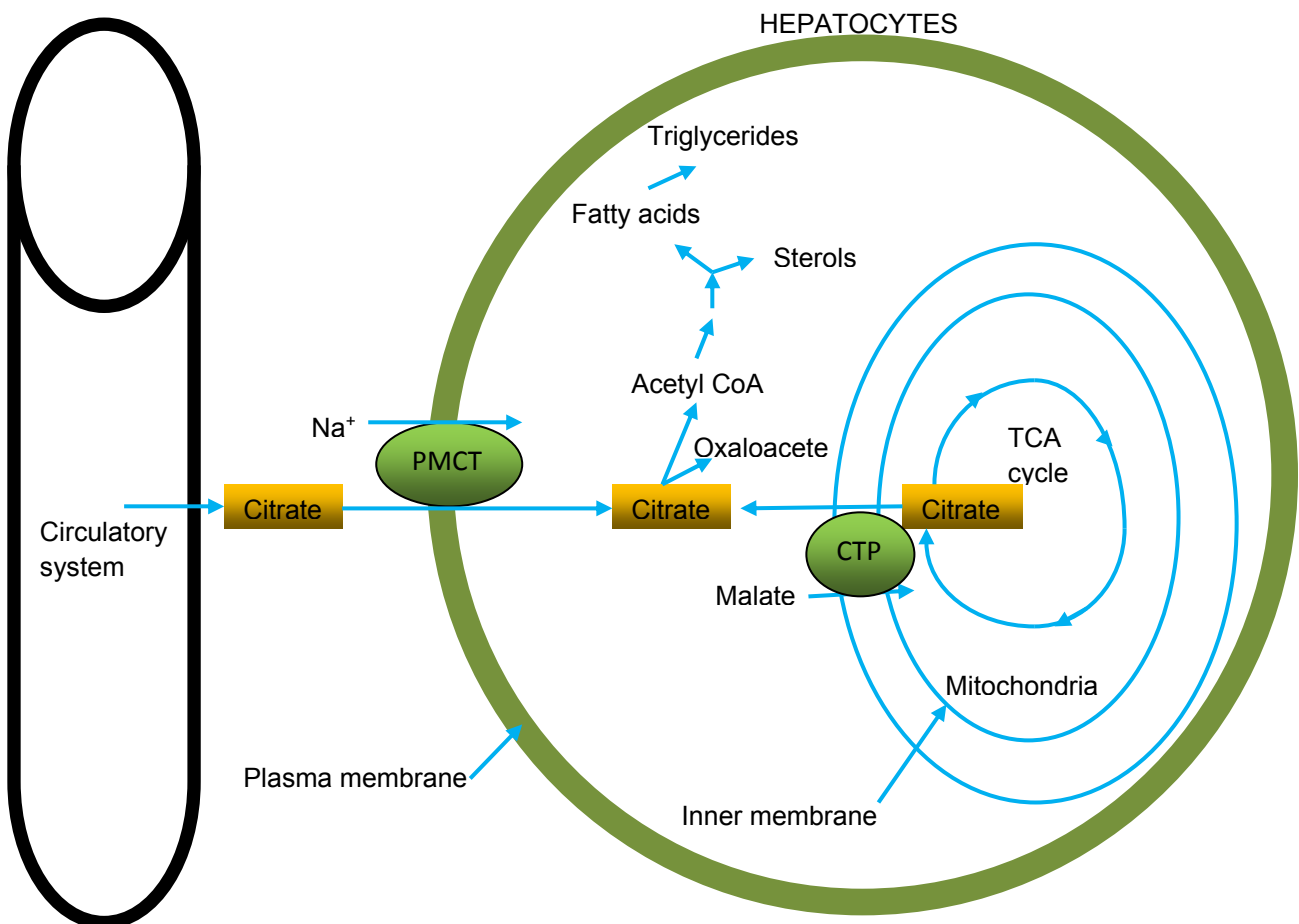 HEPATOCYTES
Triglycerides
Fatty acids
Sterols
Acetyl CoA
Na⁺
PMCT
Oxaloacete
TCA
cycle
Citrate
Citrate
Citrate
Circulatory
system
CTP
Malate
Mitochondria
Plasma membrane
Inner membrane